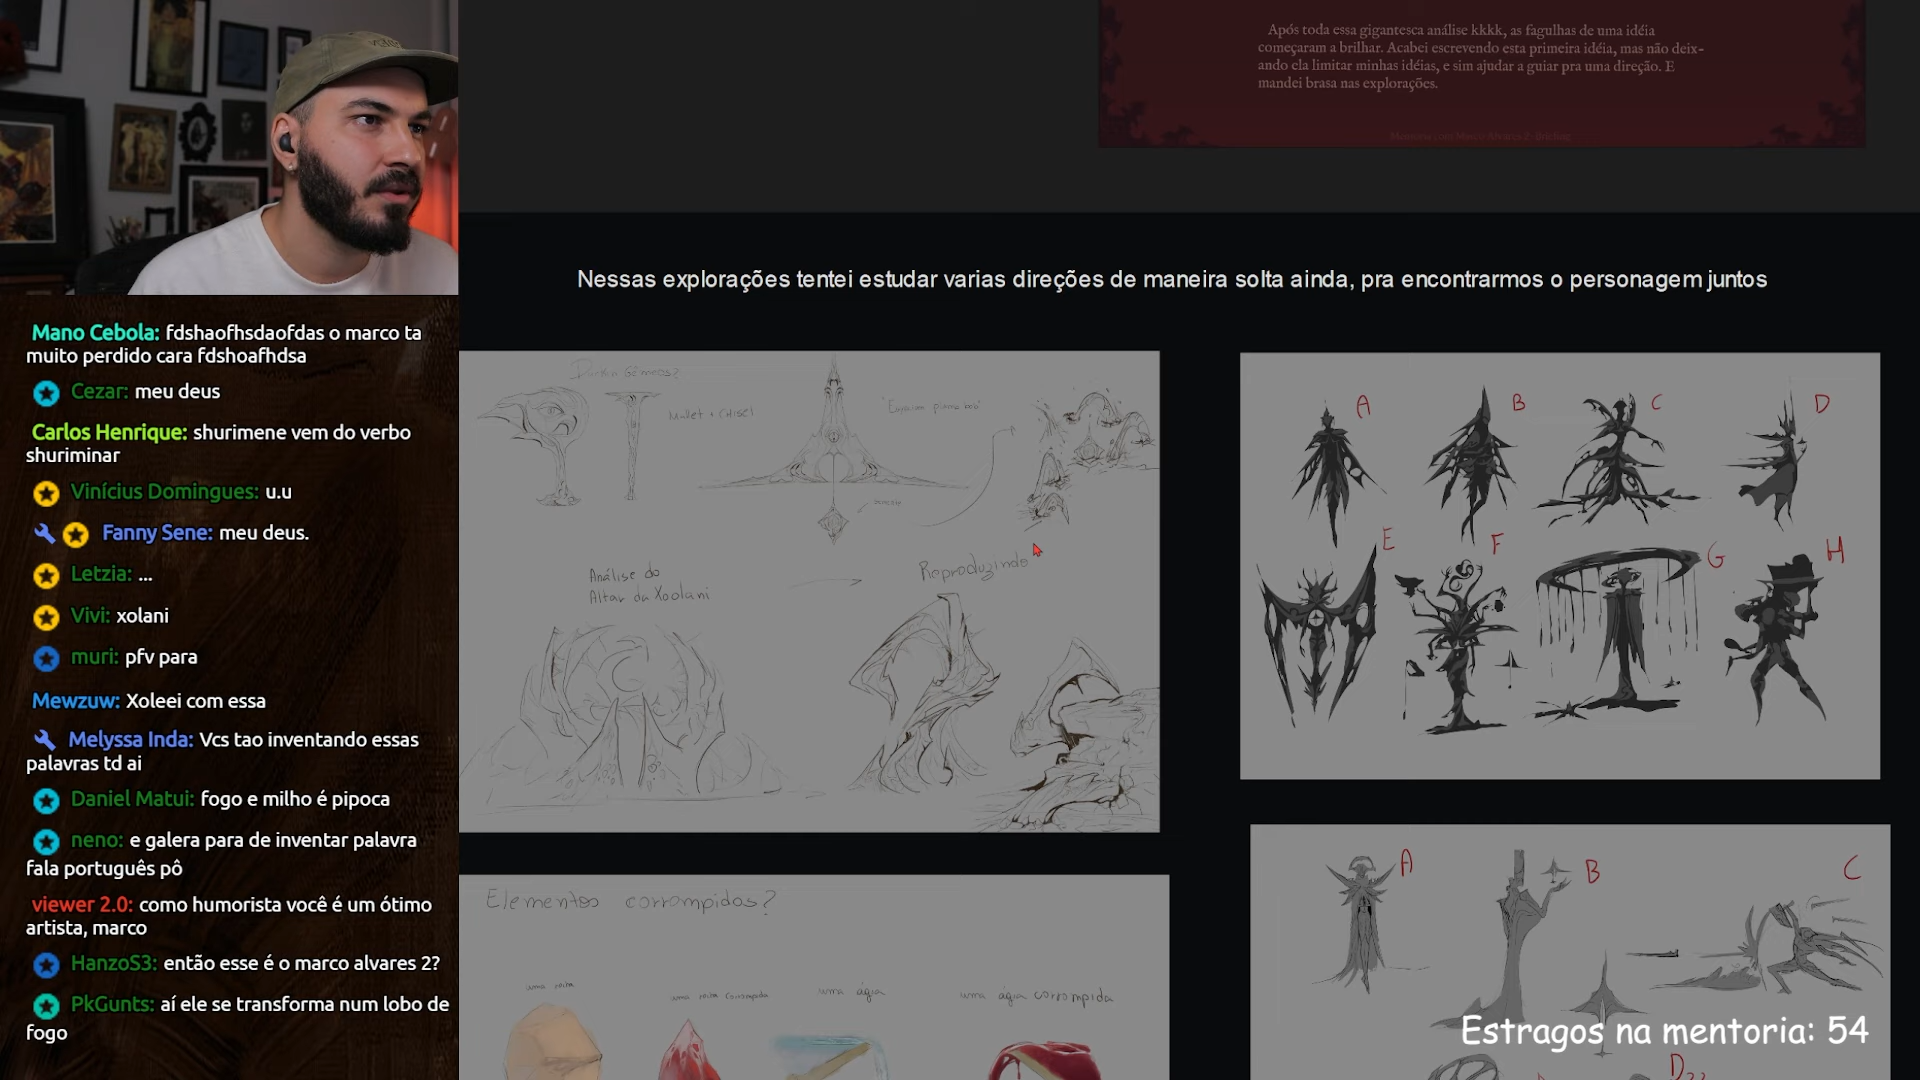 Após toda essa gigantesca análise kkkk, as fagulhas de uma idéia
começaram a brilhar. Acabei escrevendo esta primeira idéia, mas não deix-
ando ela limitar minhas idéias, e sim ajudar a guiar pra uma direção. E
mandei brasa nas explorações.
Nessas explorações tentei estudar varias direções de maneira solta ainda, pra encontrarmos o personagem juntos
Mano Cebola: fdshaofhsdaofdas o marco ta
muito perdido cara fdshoafhdsa
Cezar: meu deus
Carlos Henrique: shurimene vem do verbo
shuriminar
Vinícius Domingues: u.u
Fanny Sene: meu deus.
Letzia: ...
Vivi: xolani
muri: pfv para
Mewzuw: Xoleei com essa
Melyssa Inda: Vcs tao inventando essas
palavras td ai
Daniel Matui: fogo e milho é pipoca
neno: e galera para de inventar palavra
fala português pô
viewer 2.0: como humorista você é um ótimo
artista, marco
HanzoS3: então esse é o marco alvares 2?
PkGunts: aí ele se transforma num lobo de
fogo
Darkin Gêmeos?
Mallet & Chisel
Análise do
Altar da Xoolani
Reproduzindo
A
B
C
D
E
F
G
H
Elementos corrompidos?
uma água
uma água corrompida
A
B
C
Estragos na mentoria: 54